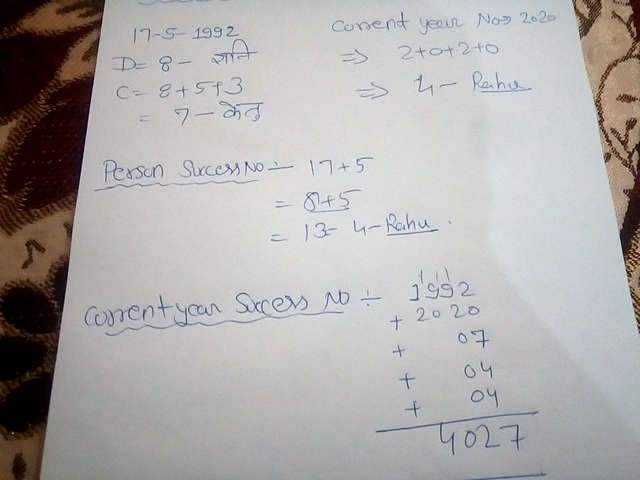 17-5-1992
D= 8 - शनि
C= 8+5+3
= 7 - केतु
Current year No⇒ 2020
⇒ 2+0+2+0
⇒ 4 - Rahu
Person Success No :- 17+5
= 8+5
= 13= 4 - Rahu.
Current year Success No ÷ 1992
+ 2020
+ 07
+ 04
+ 04
4027